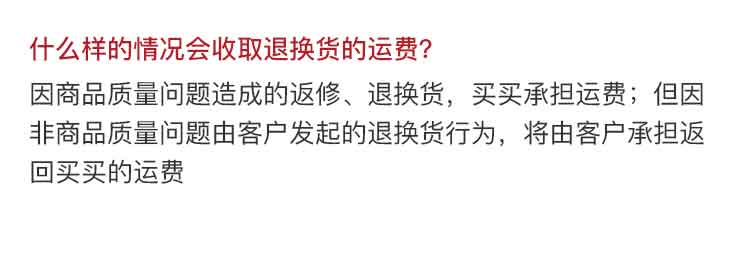 什么样的情况会收取退换货的运费?
因商品质量问题造成的返修、退换货，买买承担运费；但因
非商品质量问题由客户发起的退换货行为，将由客户承担返
回买买的运费